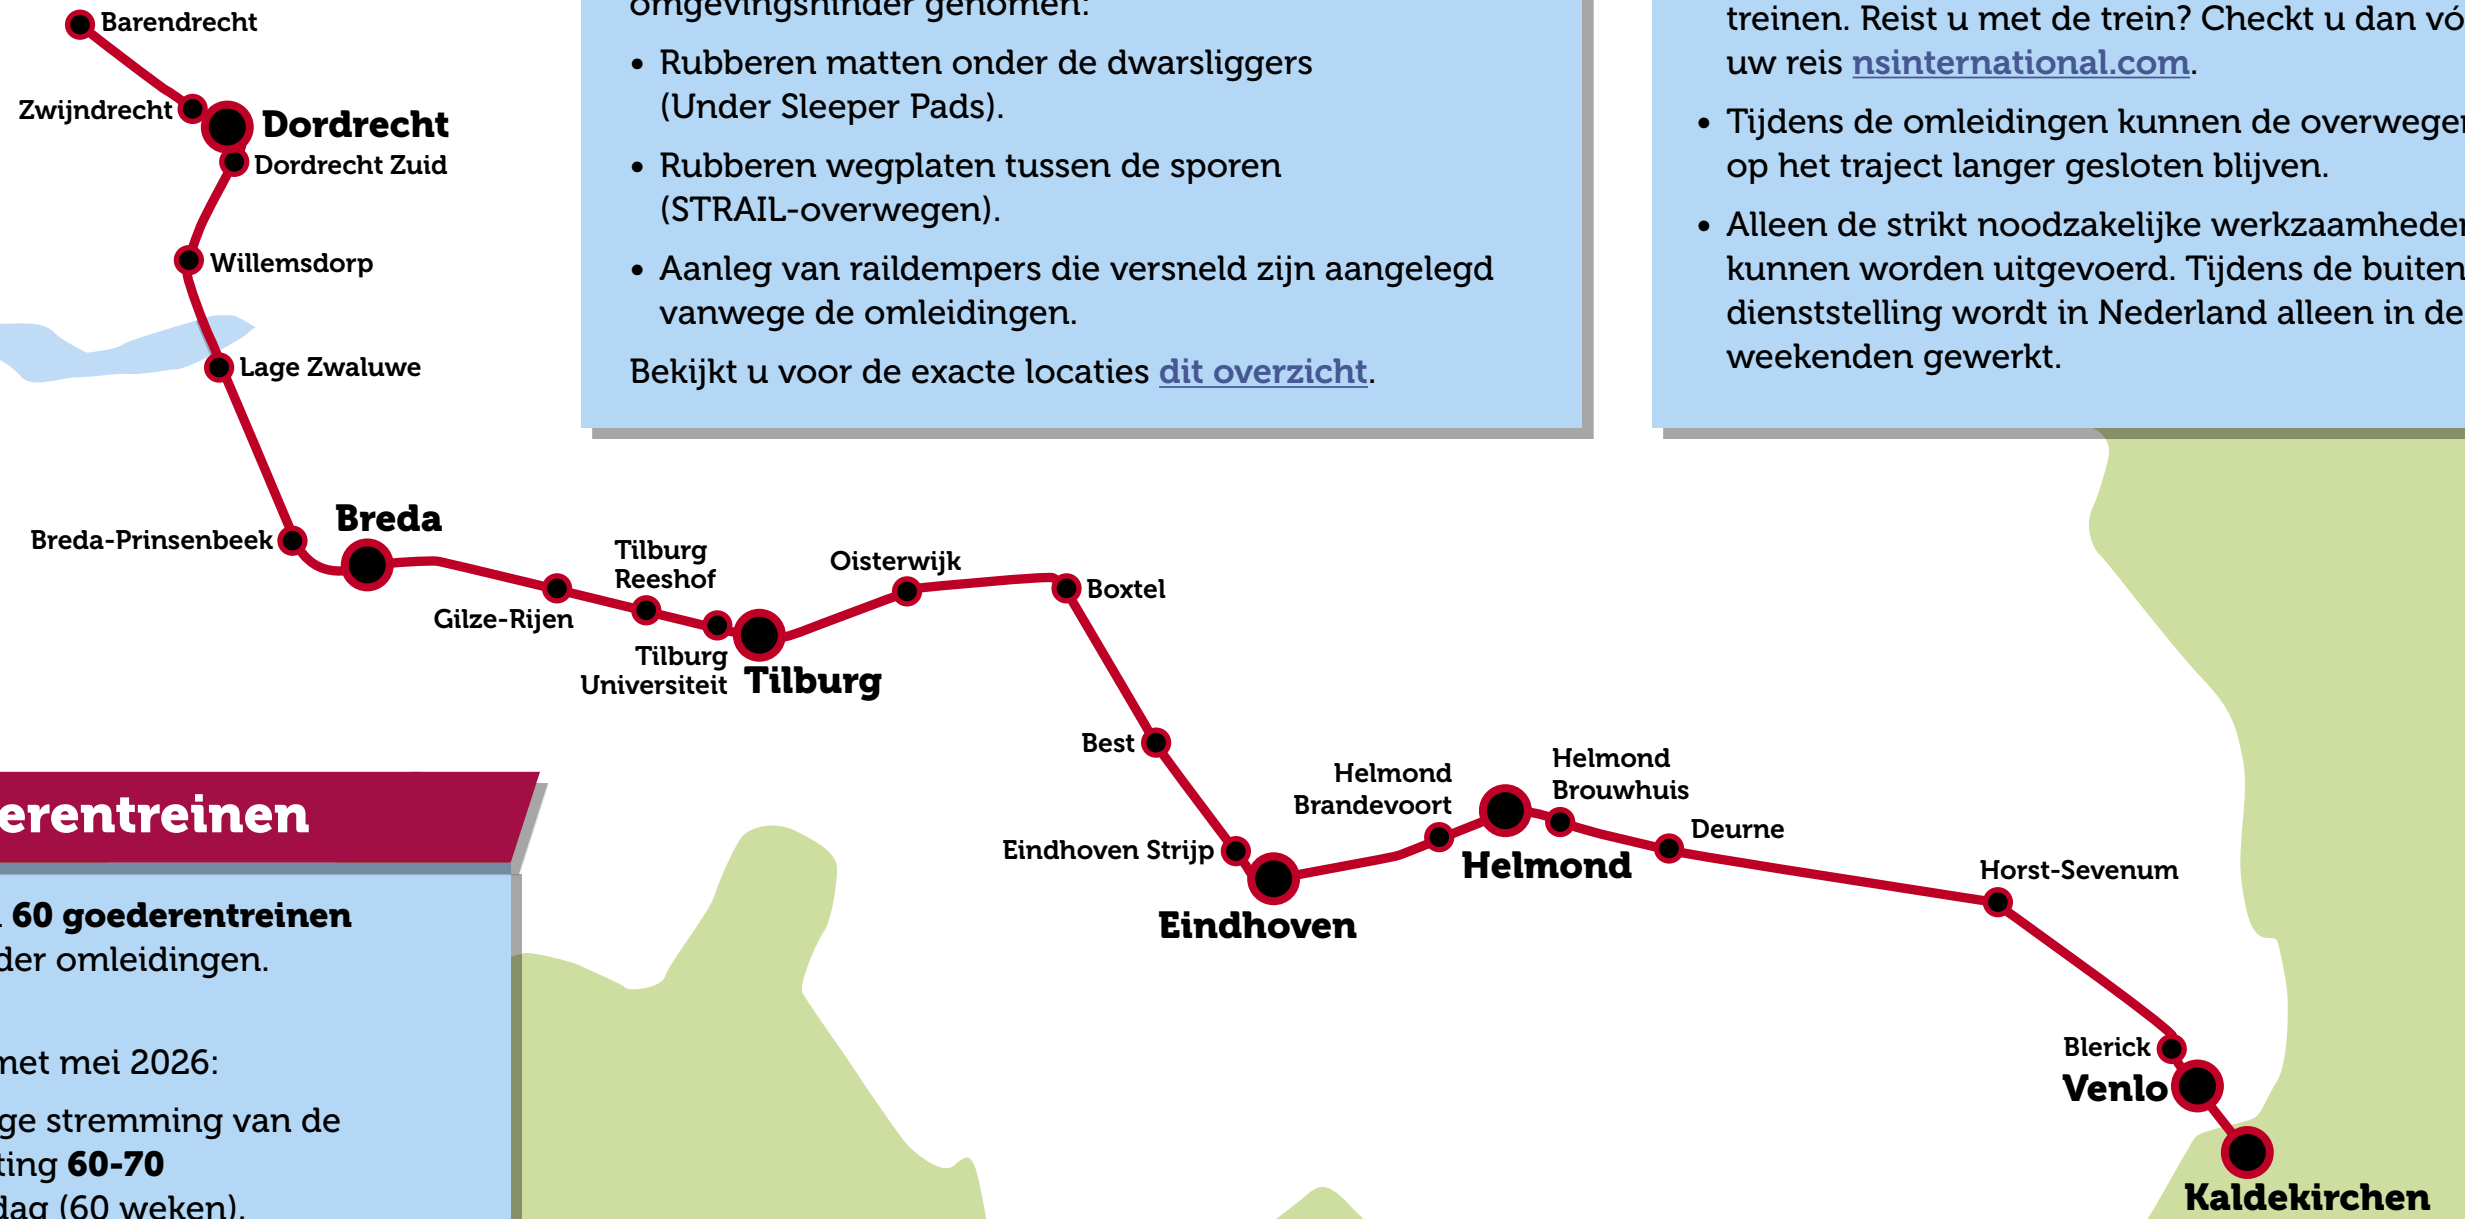 omgevingshinder genomen:
• Rubberen matten onder de dwarsliggers
(Under Sleeper Pads).
• Rubberen wegplaten tussen de sporen
(STRAIL-overwegen).
• Aanleg van raildempers die versneld zijn aangelegd
vanwege de omleidingen.
Bekijkt u voor de exacte locaties dit overzicht.
treinen. Reist u met de trein? Checkt u dan vó
uw reis nsinternational.com.
• Tijdens de omleidingen kunnen de overwegen
op het traject langer gesloten blijven.
• Alleen de strikt noodzakelijke werkzaamheden
kunnen worden uitgevoerd. Tijdens de buiten
dienststelling wordt in Nederland alleen in de
weekenden gewerkt.
Barendrecht
Zwijndrecht
Dordrecht
Dordrecht Zuid
Willemsdorp
Lage Zwaluwe
Breda-Prinsenbeek
Breda
Gilze-Rijen
Tilburg
Reeshof
Tilburg
Universiteit
Tilburg
Oisterwijk
Boxtel
Best
Eindhoven Strijp
Eindhoven
Helmond
Brandevoort
Helmond
Helmond
Brouwhuis
Deurne
Horst-Sevenum
Blerick
Venlo
Kaldekirchen
erentreinen
60 goederentreinen
der omleidingen.
met mei 2026:
ge stremming van de
ting 60-70
dag (60 weken).